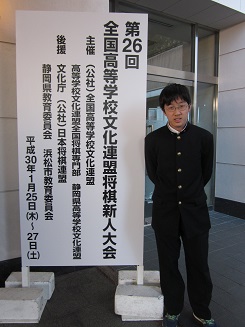 第26回
全国高等学校文化連盟将棋新人大会
主催 (公社)全国高等学校文化連盟
全国高等学校文化連盟将棋専門部 静岡県高等学校文化連盟
後援 文化庁 (公社)日本将棋連盟
静岡県教育委員会 浜松市教育委員会
平成30年1月25日(木)~27日(土)